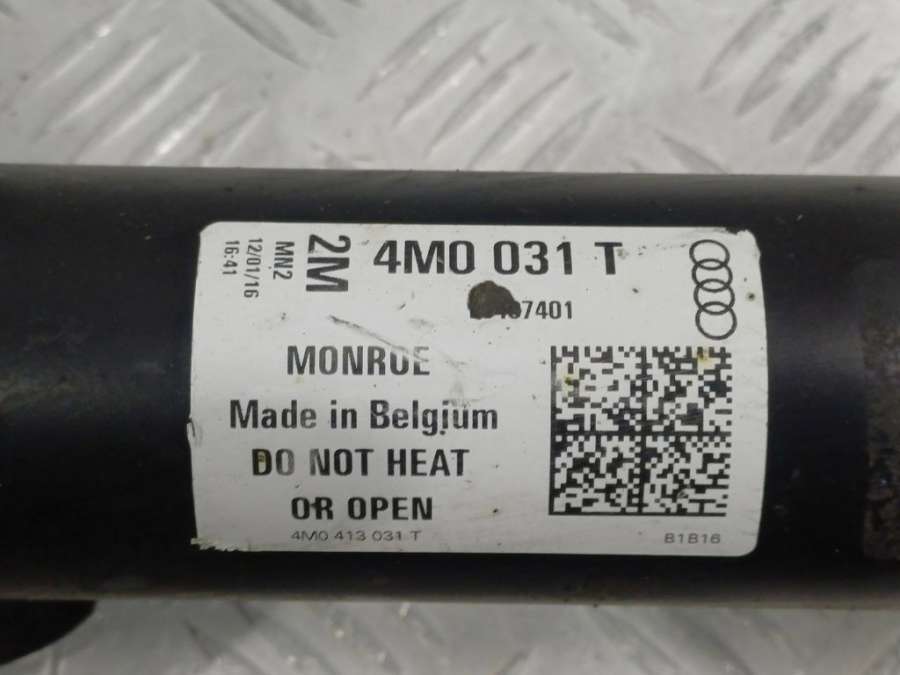 2M
MN2
12/01/16
16:41
4M0 031 T
MONROE
Made in Belgium
DO NOT HEAT
OR OPEN
4M0 413 031 T
B1B16